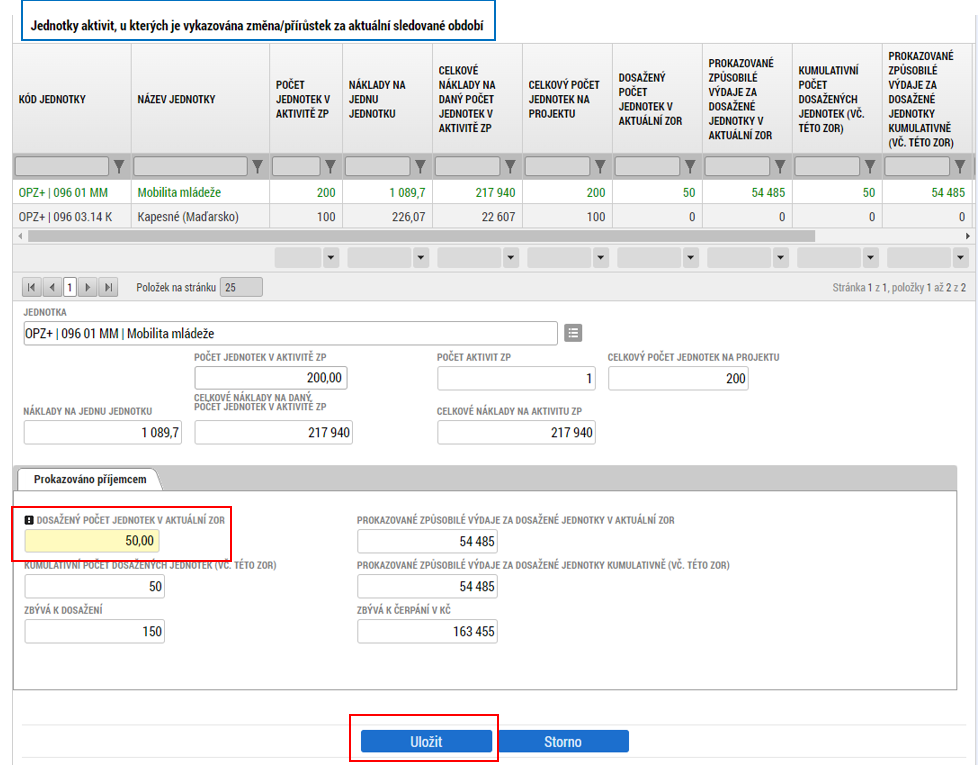 Jednotky aktivit, u kterých je vykazována změna/přírůstek za aktuální sledované období
KÓD JEDNOTKY
NÁZEV JEDNOTKY
POČET
JEDNOTEK V
AKTIVITĚ ZP
NÁKLADY NA
JEDNU
JEDNOTKU
CELKOVÉ
NÁKLADY NA
DANÝ POČET
JEDNOTEK V
AKTIVITĚ ZP
CELKOVÝ POČET
JEDNOTEK NA
PROJEKTU
DOSAŽENÝ
POČET
JEDNOTEK V
AKTUÁLNÍ ZOR
PROKAZOVANÉ
ZPŮSOBILÉ
VÝDAJE ZA
DOSAŽENÉ
JEDNOTKY V
AKTUÁLNÍ ZOR
KUMULATIVNÍ
POČET
DOSAŽENÝCH
JEDNOTEK (VČ.
TÉTO ZOR)
PROKAZOVANÉ
ZPŮSOBILÉ
VÝDAJE ZA
DOSAŽENÉ
JEDNOTKY
KUMULATIVNĚ
(VČ. TÉTO ZOR)
OPZ+ | 096 01 MM Mobilita mládeže 200 1 089,7 217 940 200 50 54 485 50 54 485
OPZ+ | 096 03.14 K Kapesné (Maďarsko) 100 226,07 22 607 100 0 0 0 0
1 Položek na stránku 25 Stránka 1 z 1, položky 1 až 2 z 2
JEDNOTKA
OPZ+ | 096 01 MM | Mobilita mládeže
POČET JEDNOTEK V AKTIVITĚ ZP POČET AKTIVIT ZP CELKOVÝ POČET JEDNOTEK NA PROJEKTU
200,00 1 200
CELKOVÉ NÁKLADY NA DANÝ
NÁKLADY NA JEDNU JEDNOTKU POČET JEDNOTEK V AKTIVITĚ ZP CELKOVÉ NÁKLADY NA AKTIVITU ZP
1 089,7 217 940 217 940
Prokazováno příjemcem
DOSAŽENÝ POČET JEDNOTEK V AKTUÁLNÍ ZOR PROKAZOVANÉ ZPŮSOBILÉ VÝDAJE ZA DOSAŽENÉ JEDNOTKY V AKTUÁLNÍ ZOR
50,00 54 485
KUMULATIVNÍ POČET DOSAŽENÝCH JEDNOTEK (VČ. TÉTO ZOR) PROKAZOVANÉ ZPŮSOBILÉ VÝDAJE ZA DOSAŽENÉ JEDNOTKY KUMULATIVNĚ (VČ. TÉTO ZOR)
50 54 485
ZBÝVÁ K DOSAŽENÍ ZBÝVÁ K ČERPÁNÍ V KČ
150 163 455
Uložit Storno